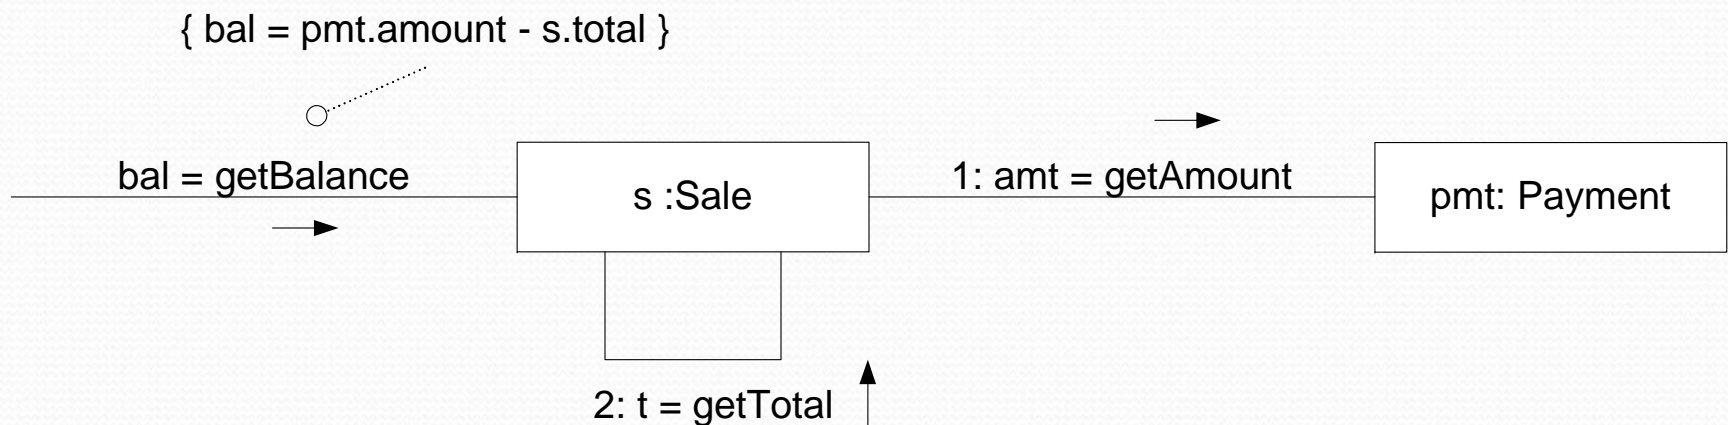 { bal = pmt.amount - s.total }
bal = getBalance
s :Sale
1: amt = getAmount
pmt: Payment
2: t = getTotal